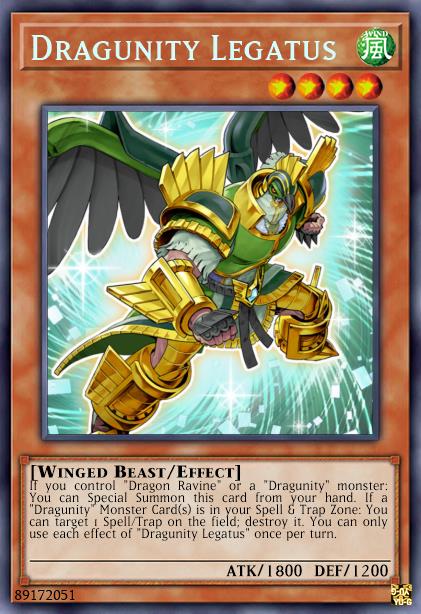 DRAGUNITY LEGATUS
WIND
風
[WINGED BEAST/EFFECT]
If you control "Dragon Ravine" or a "Dragunity" monster:
You can Special Summon this card from your hand. If a
"Dragunity" Monster Card(s) is in your Spell & Trap Zone: You
can target 1 Spell/Trap on the field; destroy it. You can only
use each effect of "Dragunity Legatus" once per turn.
ATK/1800 DEF/1200
89172051